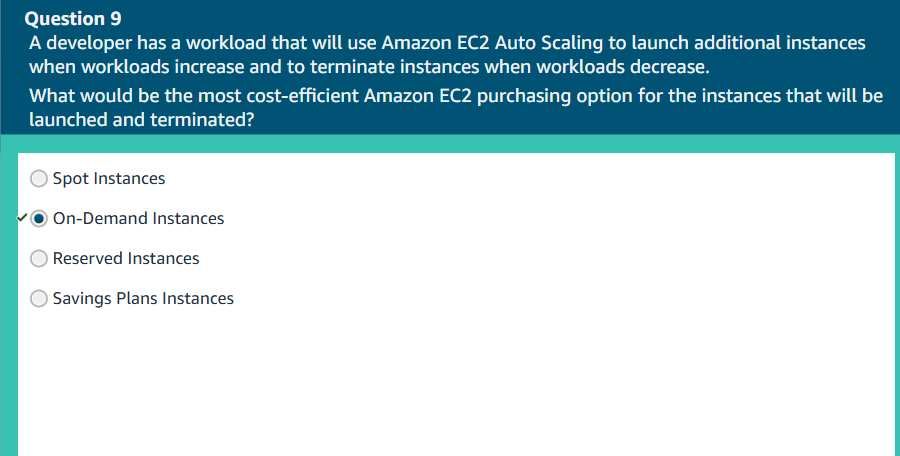 Question 9
A developer has a workload that will use Amazon EC2 Auto Scaling to launch additional instances
when workloads increase and to terminate instances when workloads decrease.
What would be the most cost-efficient Amazon EC2 purchasing option for the instances that will be
launched and terminated?
Spot Instances
On-Demand Instances
Reserved Instances
Savings Plans Instances